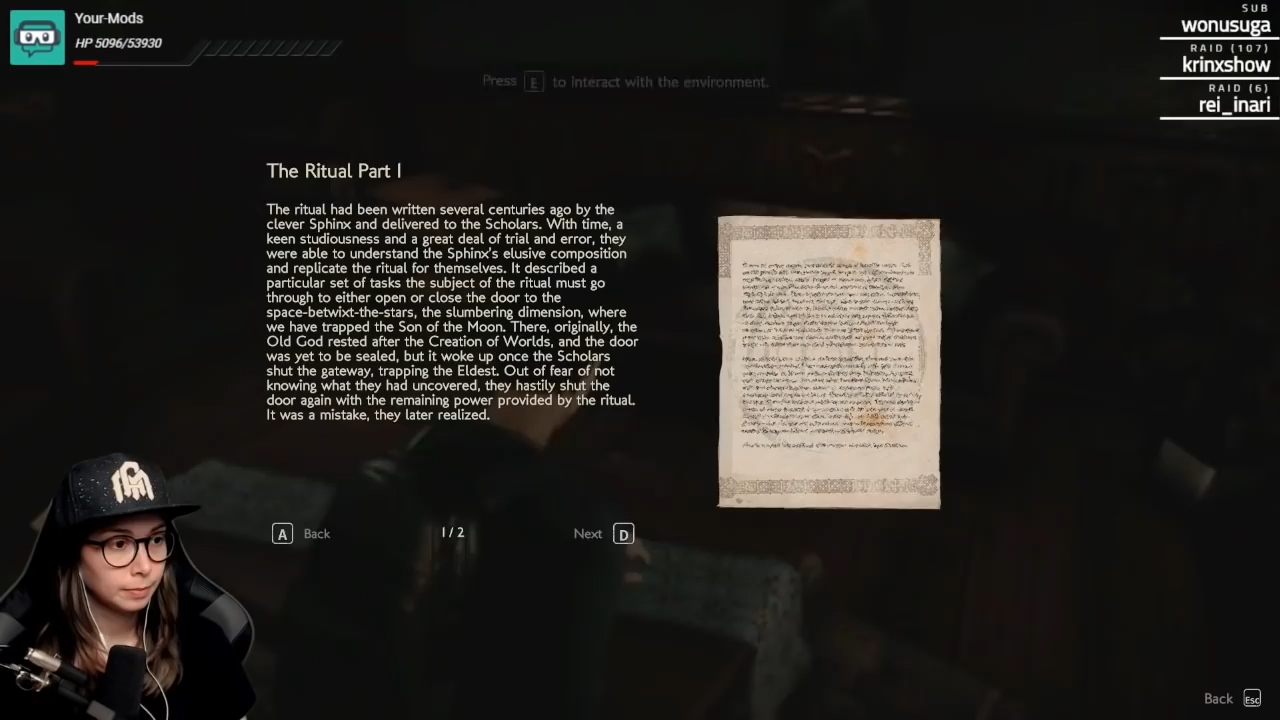 Your-Mods
HP 5096/53930
SUB
wonusuga
RAID (107)
krinxshow
RAID (6)
rei_inari
Press E to interact with the environment.
The Ritual Part I
The ritual had been written several centuries ago by the
clever Sphinx and delivered to the Scholars. With time, a
keen studiousness and a great deal of trial and error, they
were able to understand the Sphinx's elusive composition
and replicate the ritual for themselves. It described a
particular set of tasks the subject of the ritual must go
through to either open or close the door to the
space-betwixt-the-stars, the slumbering dimension, where
we have trapped the Son of the Moon. There, originally, the
Old God rested after the Creation of Worlds, and the door
was yet to be sealed, but it woke up once the Scholars
shut the gateway, trapping the Eldest. Out of fear of not
knowing what they had uncovered, they hastily shut the
door again with the remaining power provided by the ritual.
It was a mistake, they later realized.
A Back
1 / 2
Next D
Back Esc